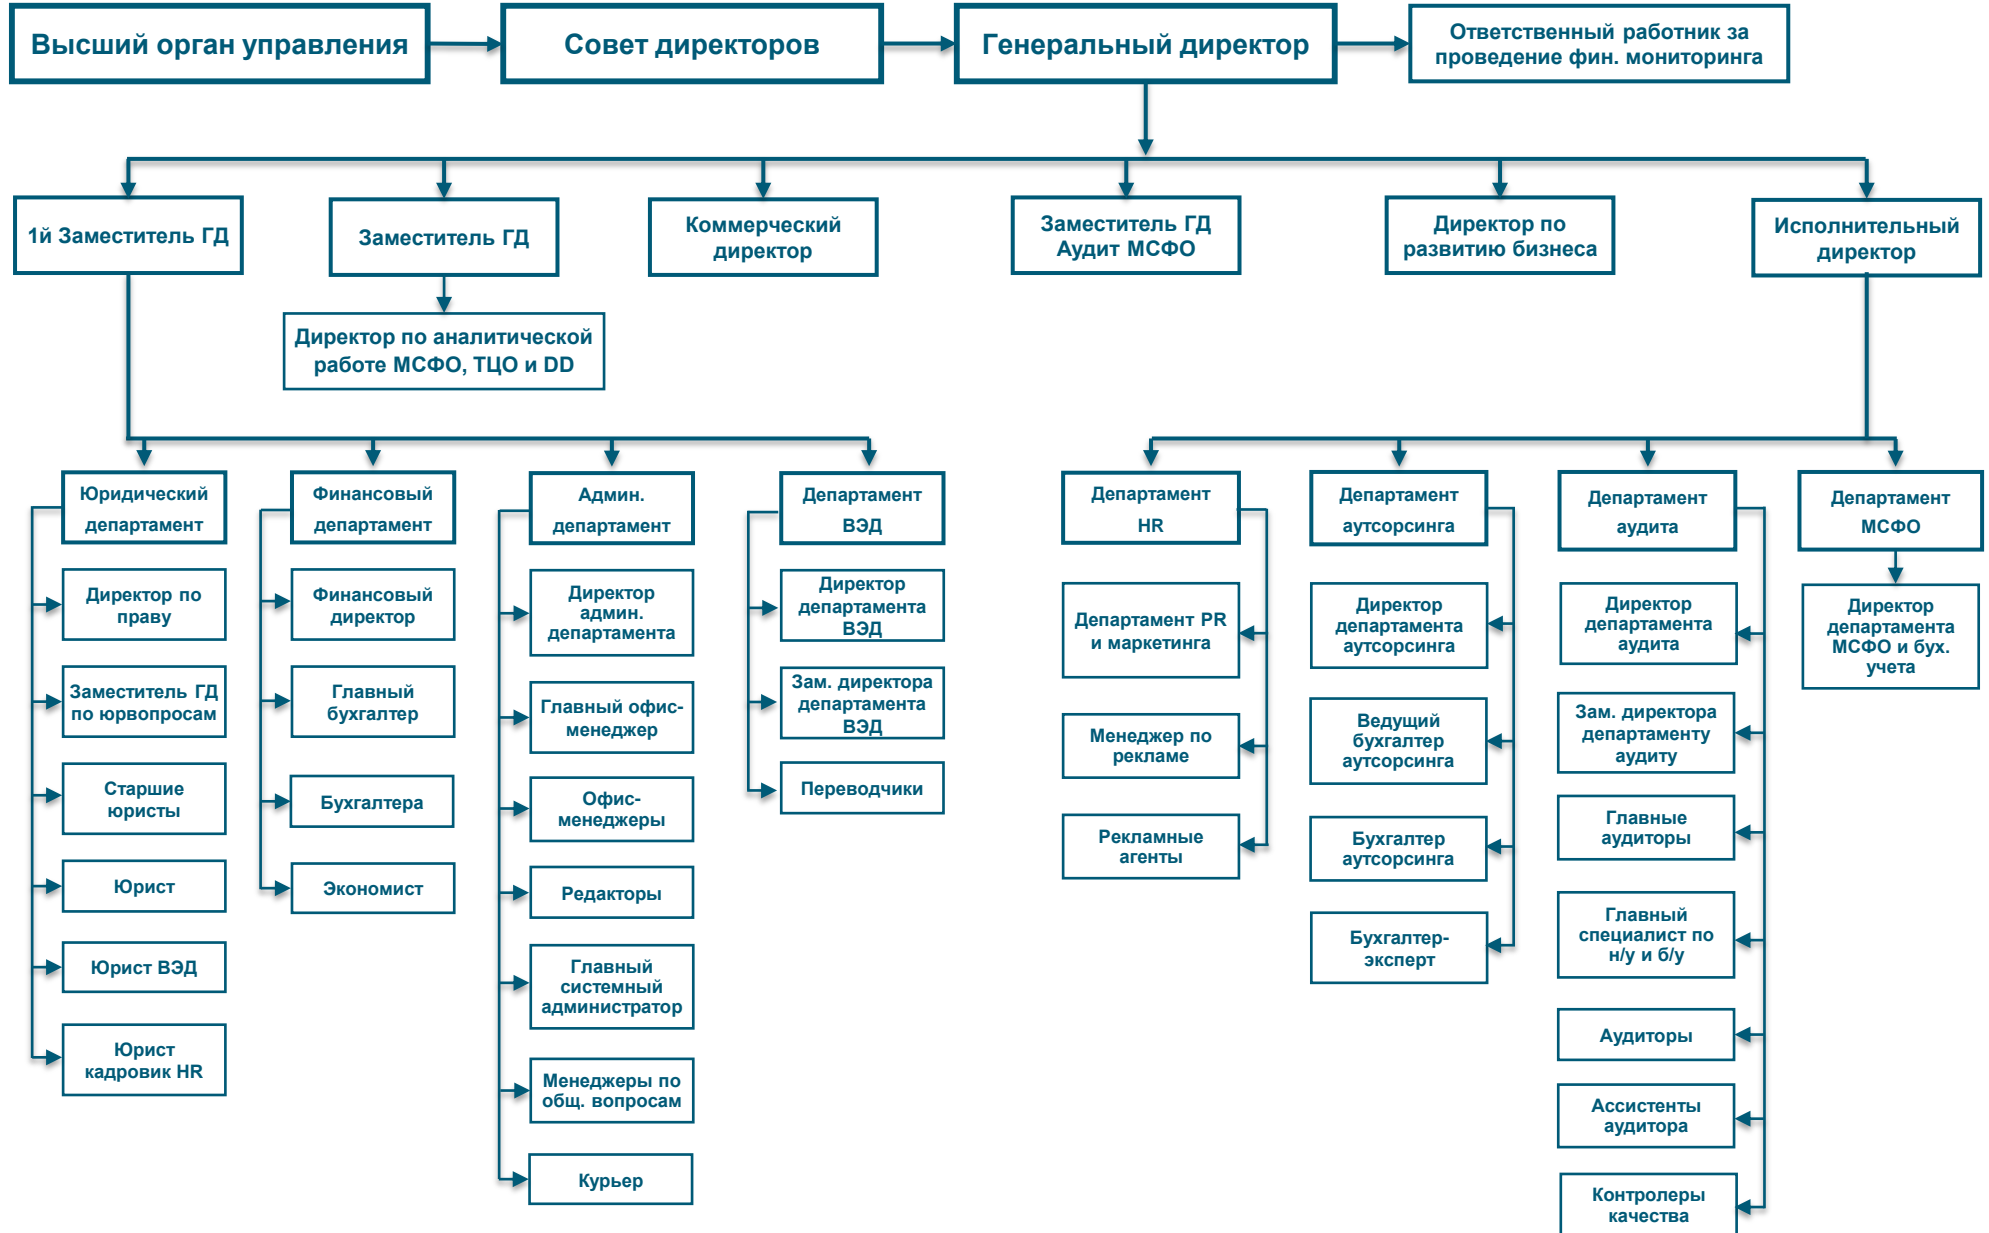 Высший орган управления
Совет директоров
Генеральный директор
Ответственный работник за
проведение фин. мониторинга
1й Заместитель ГД
Заместитель ГД
Коммерческий
директор
Заместитель ГД
Аудит МСФО
Директор по
развитию бизнеса
Исполнительный
директор
Директор по аналитической
работе МСФО, ТЦО и DD
Юридический
департамент
Директор по
праву
Заместитель ГД
по юрвопросам
Старшие
юристы
Юрист
Юрист ВЭД
Юрист
кадровик HR
Финансовый
департамент
Финансовый
директор
Главный
бухгалтер
Бухгалтера
Экономист
Админ.
департамент
Директор
админ.
департамента
Главный офис-
менеджер
Офис-
менеджеры
Редакторы
Главный
системный
администратор
Менеджеры по
общ. вопросам
Курьер
Департамент
ВЭД
Директор
департамента
ВЭД
Зам. директора
департамента
ВЭД
Переводчики
Департамент
HR
Департамент PR
и маркетинга
Менеджер по
рекламе
Рекламные
агенты
Департамент
аутсорсинга
Директор
департамента
аутсорсинга
Ведущий
бухгалтер
аутсорсинга
Бухгалтер
аутсорсинга
Бухгалтер-
эксперт
Департамент
аудита
Директор
департамента
аудита
Зам. директора
департаменту
аудиту
Главные
аудиторы
Главный
специалист по
н/у и б/у
Аудиторы
Ассистенты
аудитора
Контролеры
качества
Департамент
МСФО
Директор
департамента
МСФО и бух.
учета